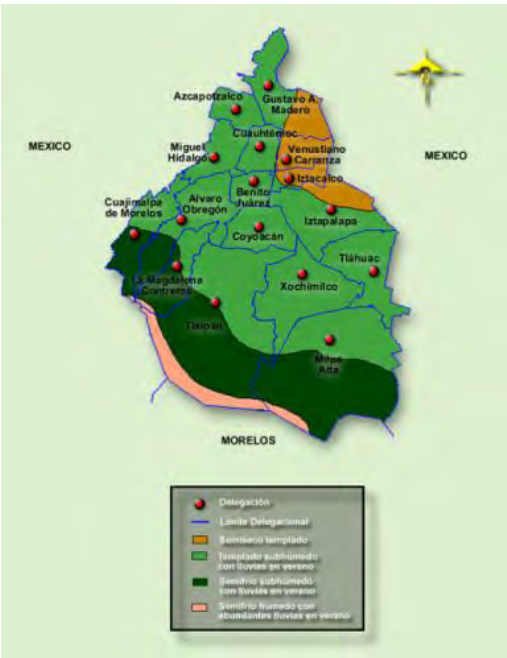 Gustavo A.
Madero
Azcapotzalco
Cuauhtémoc
MEXICO
Miguel
Hidalgo
Venustiano
Carranza
MEXICO
Iztacalco
Benito
Juárez
Cuajimalpa
de Morelos
Alvaro
Obregón
Iztapalapa
Coyoacán
Tláhuac
La Magdalena
Contreras
Xochimilco
Tlalpan
Milpa
Alta
MORELOS
Delegación
Límite Delegacional
Semiseco templado
Templado subhúmedo
con lluvias en verano
Semifrío subhúmedo
con lluvias en verano
Semifrío húmedo con
abundantes lluvias en verano